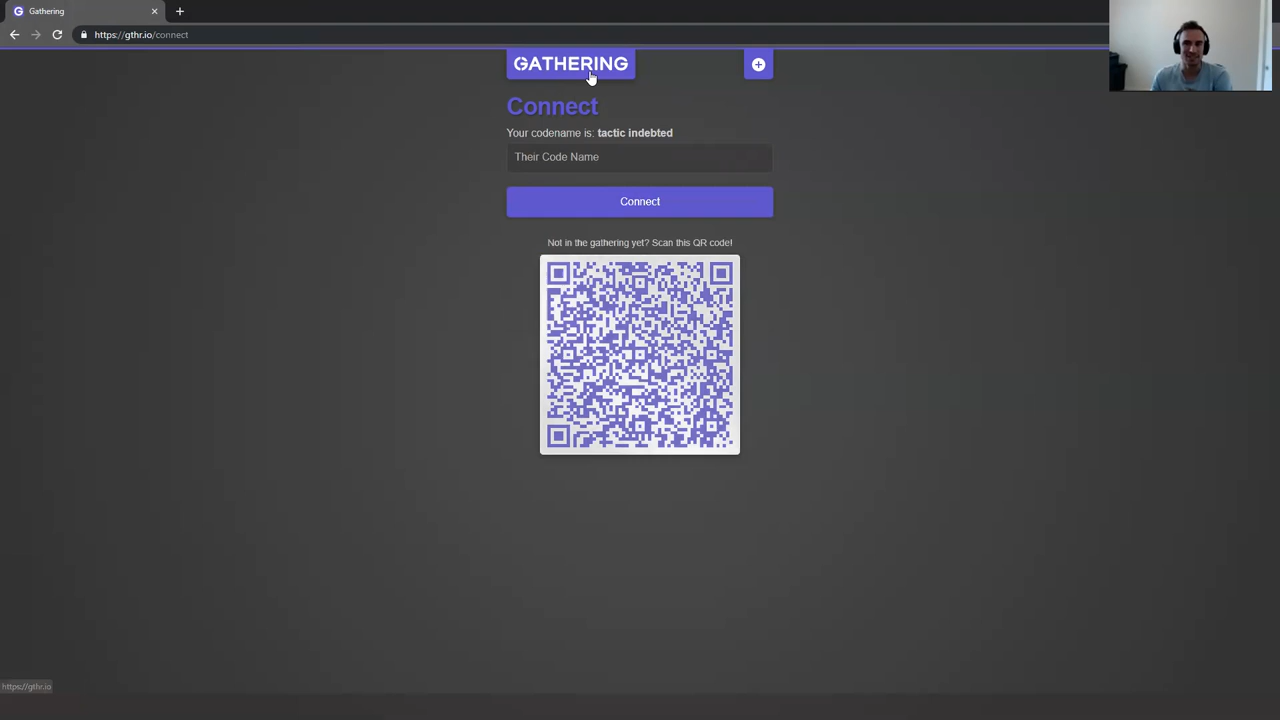 Gathering
https://gthr.io/connect
GATHERING
Connect
Your codename is: tactic indebted
Their Code Name
Connect
Not in the gathering yet? Scan this QR code!
https://gthr.io